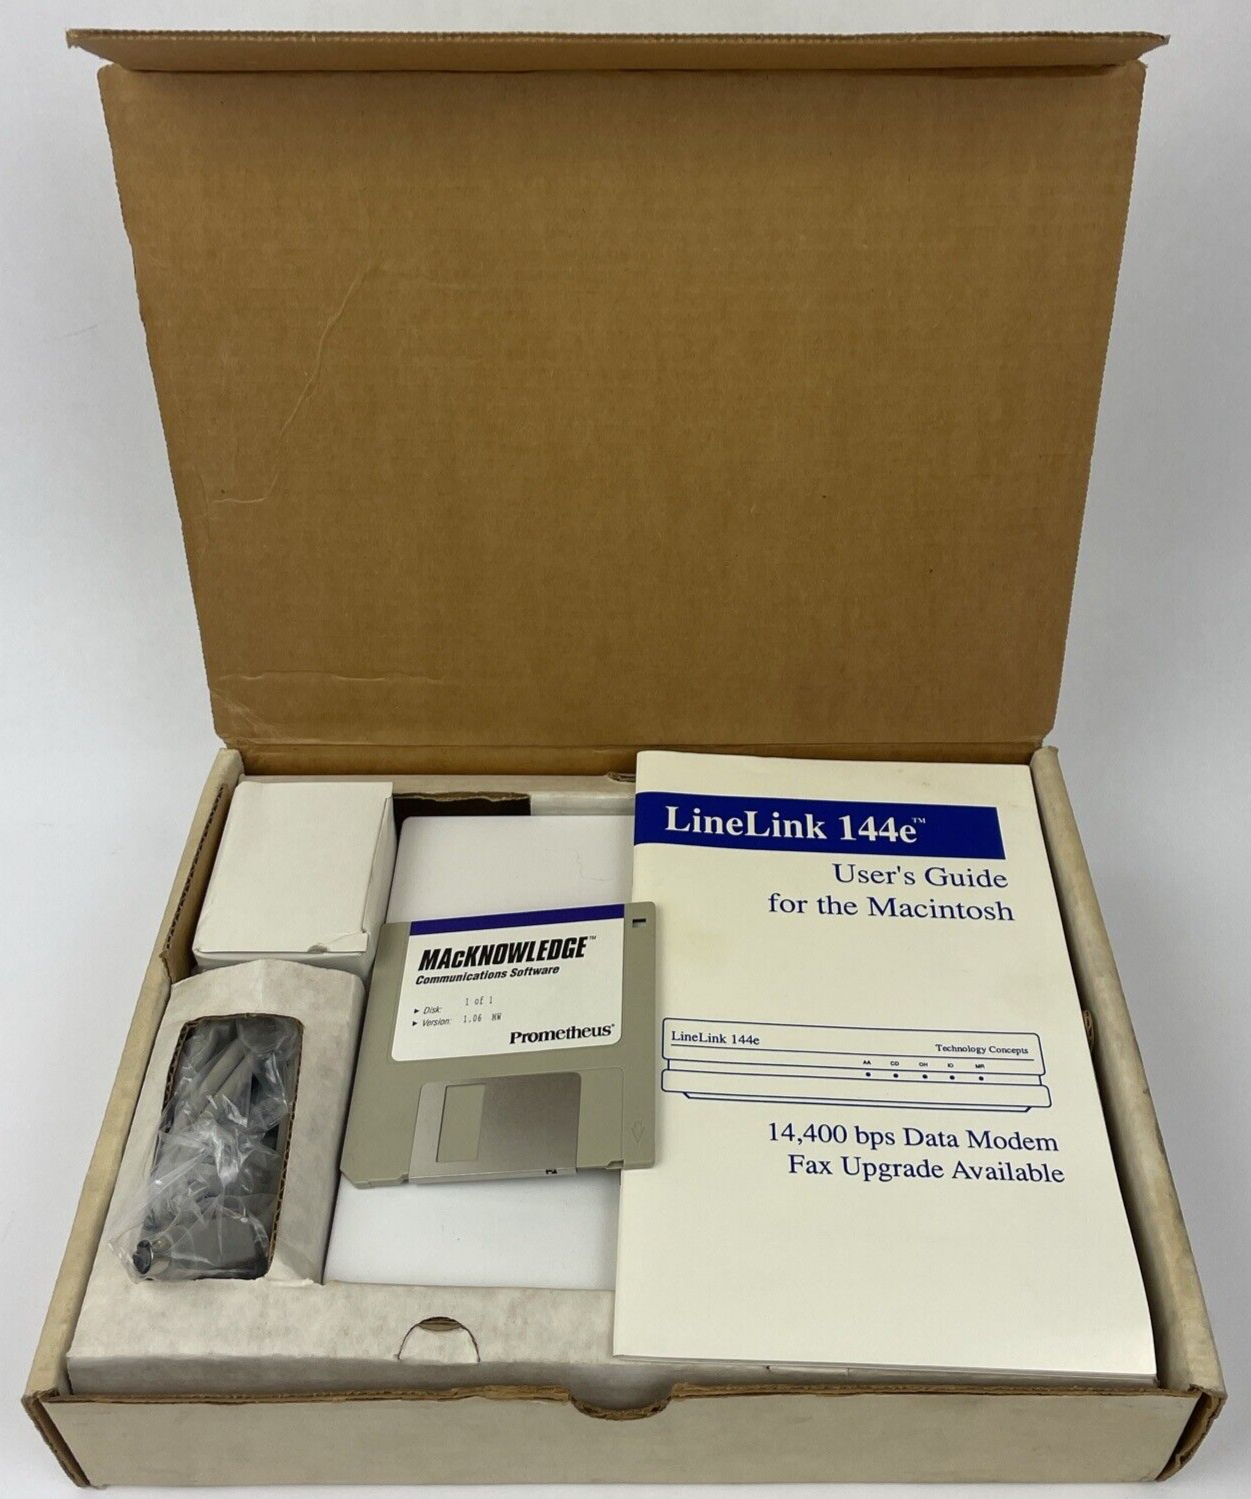 LineLink 144e™
User's Guide
for the Macintosh
LineLink 144e
Technology Concepts
AA CD OH IO MR
14,400 bps Data Modem
Fax Upgrade Available
MAcKNOWLEDGE™
Communications Software
▸ Disk: 1 of 1
▸ Version: 1.06 MW
Prometheus®